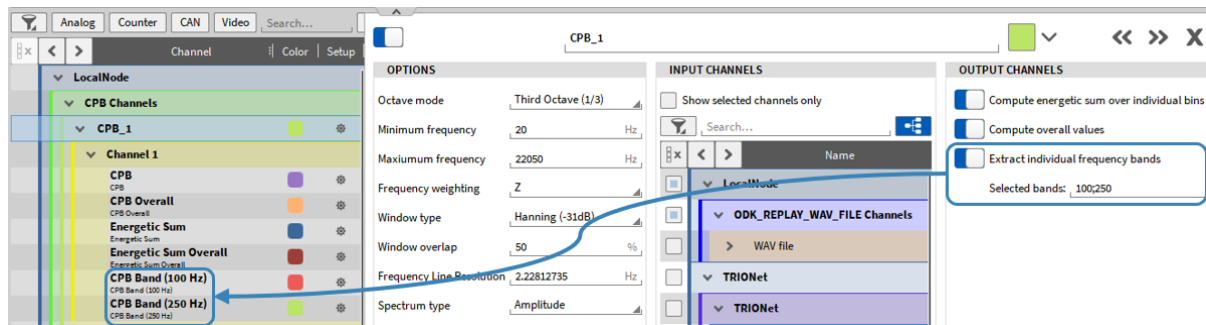 Analog Counter CAN Video Search...
Channel Color Setup
LocalNode
CPB Channels
CPB_1
Channel 1
CPB
CPB
CPB Overall
CPB Overall
Energetic Sum
Energetic Sum
Energetic Sum Overall
Energetic Sum Overall
CPB Band (100 Hz)
CPB Band (100 Hz)
CPB Band (250 Hz)
CPB Band (250 Hz)
CPB_1
OPTIONS
Octave mode Third Octave (1/3)
Minimum frequency 20 Hz
Maxiumum frequency 22050 Hz
Frequency weighting Z
Window type Hanning (-31dB)
Window overlap 50 %
Frequency Line Resolution 2.22812735 Hz
Spectrum type Amplitude
INPUT CHANNELS
Show selected channels only
Search...
Name
LocalNode
ODK_REPLAY_WAV_FILE Channels
WAV file
TRIONet
TRIONet
OUTPUT CHANNELS
Compute energetic sum over individual bins
Compute overall values
Extract individual frequency bands
Selected bands: 100;250